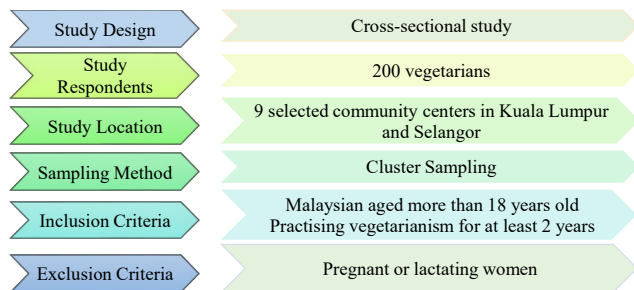 Study Design
Cross-sectional study
Study
Respondents
200 vegetarians
Study Location
9 selected community centers in Kuala Lumpur
and Selangor
Sampling Method
Cluster Sampling
Inclusion Criteria
Malaysian aged more than 18 years old
Practising vegetarianism for at least 2 years
Exclusion Criteria
Pregnant or lactating women